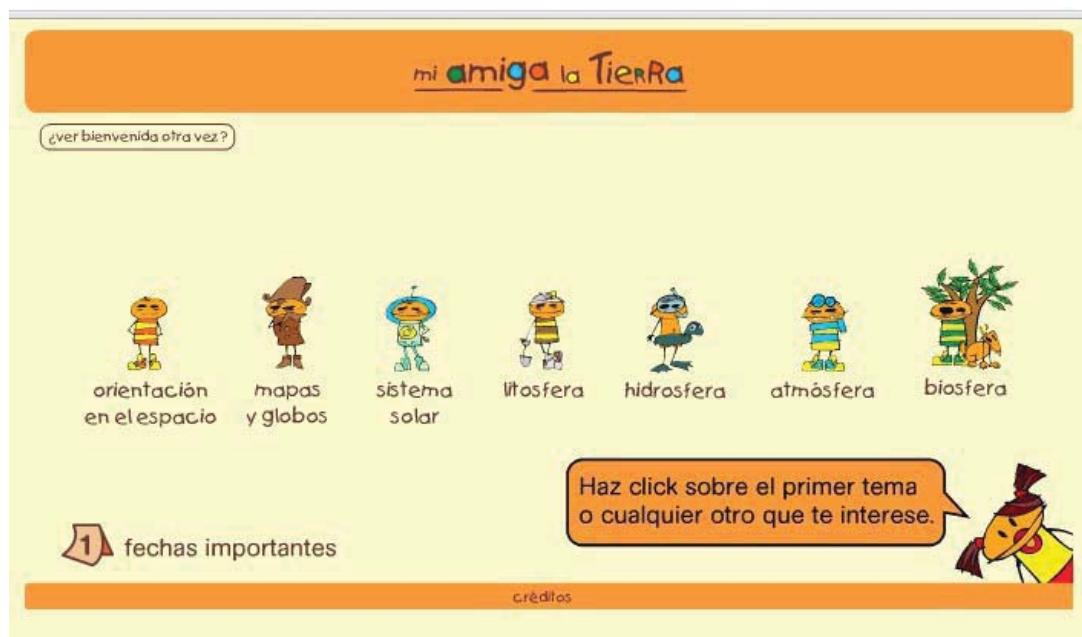 mi amiga la TieRRa
¿ver bienvenida otra vez?
orientación
en el espacio
mapas
y globos
sistema
solar
litosfera
hidrosfera
atmósfera
biosfera
Haz click sobre el primer tema
o cualquier otro que te interese.
1 fechas importantes
créditos